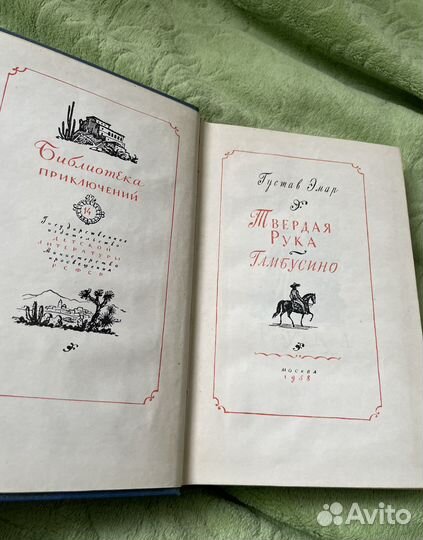 Библиотека
приключений
14
Государственное
издательство
детской
литературы
Министерства
просвещения
РСФСР
Густав Эмар
Твердая
Рука
Гамбусино
Москва
1958
Avito